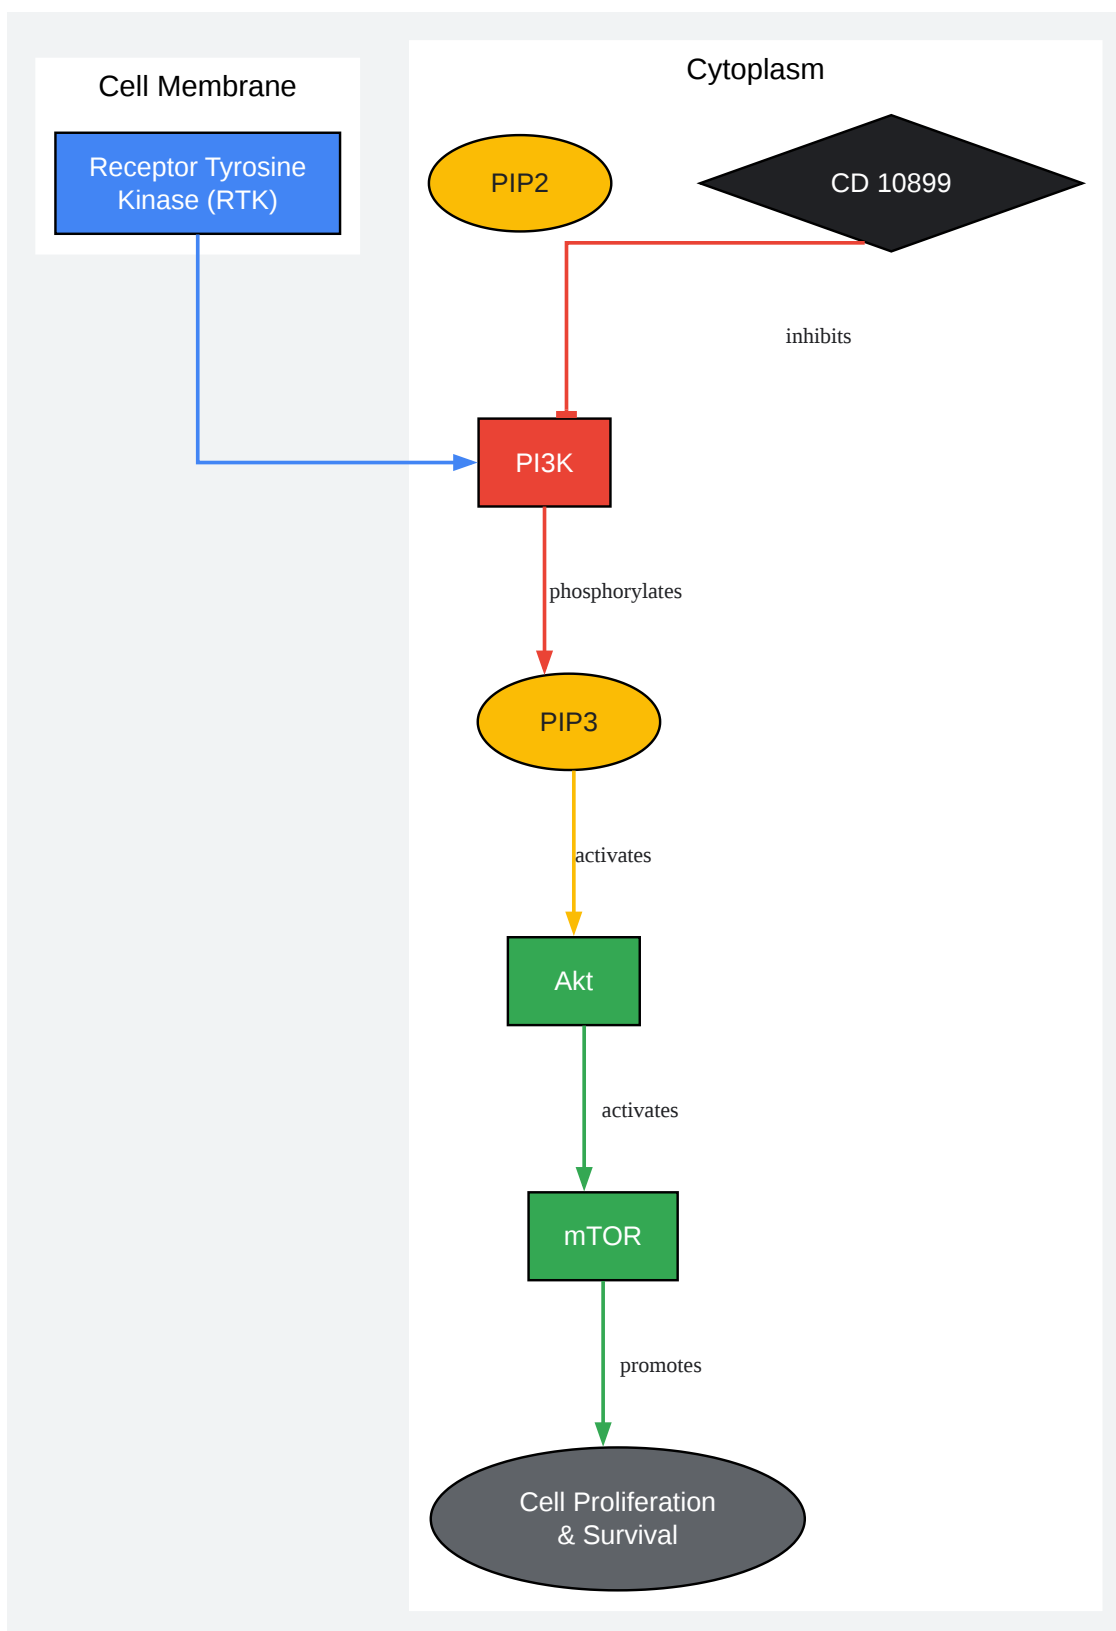 Cell Membrane
Receptor Tyrosine
Kinase (RTK)
Cytoplasm
PIP2
CD 10899
inhibits
PI3K
phosphorylates
PIP3
activates
Akt
activates
mTOR
promotes
Cell Proliferation
& Survival